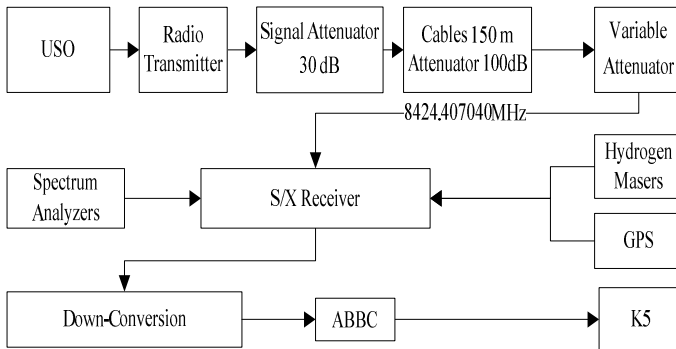 USO
Radio
Transmitter
Signal Attenuator
30 dB
Cables 150 m
Attenuator 100dB
Variable
Attenuator
8424.407040MHz
Spectrum
Analyzers
S/X Receiver
Hydrogen
Masers
GPS
Down-Conversion
ABBC
K5